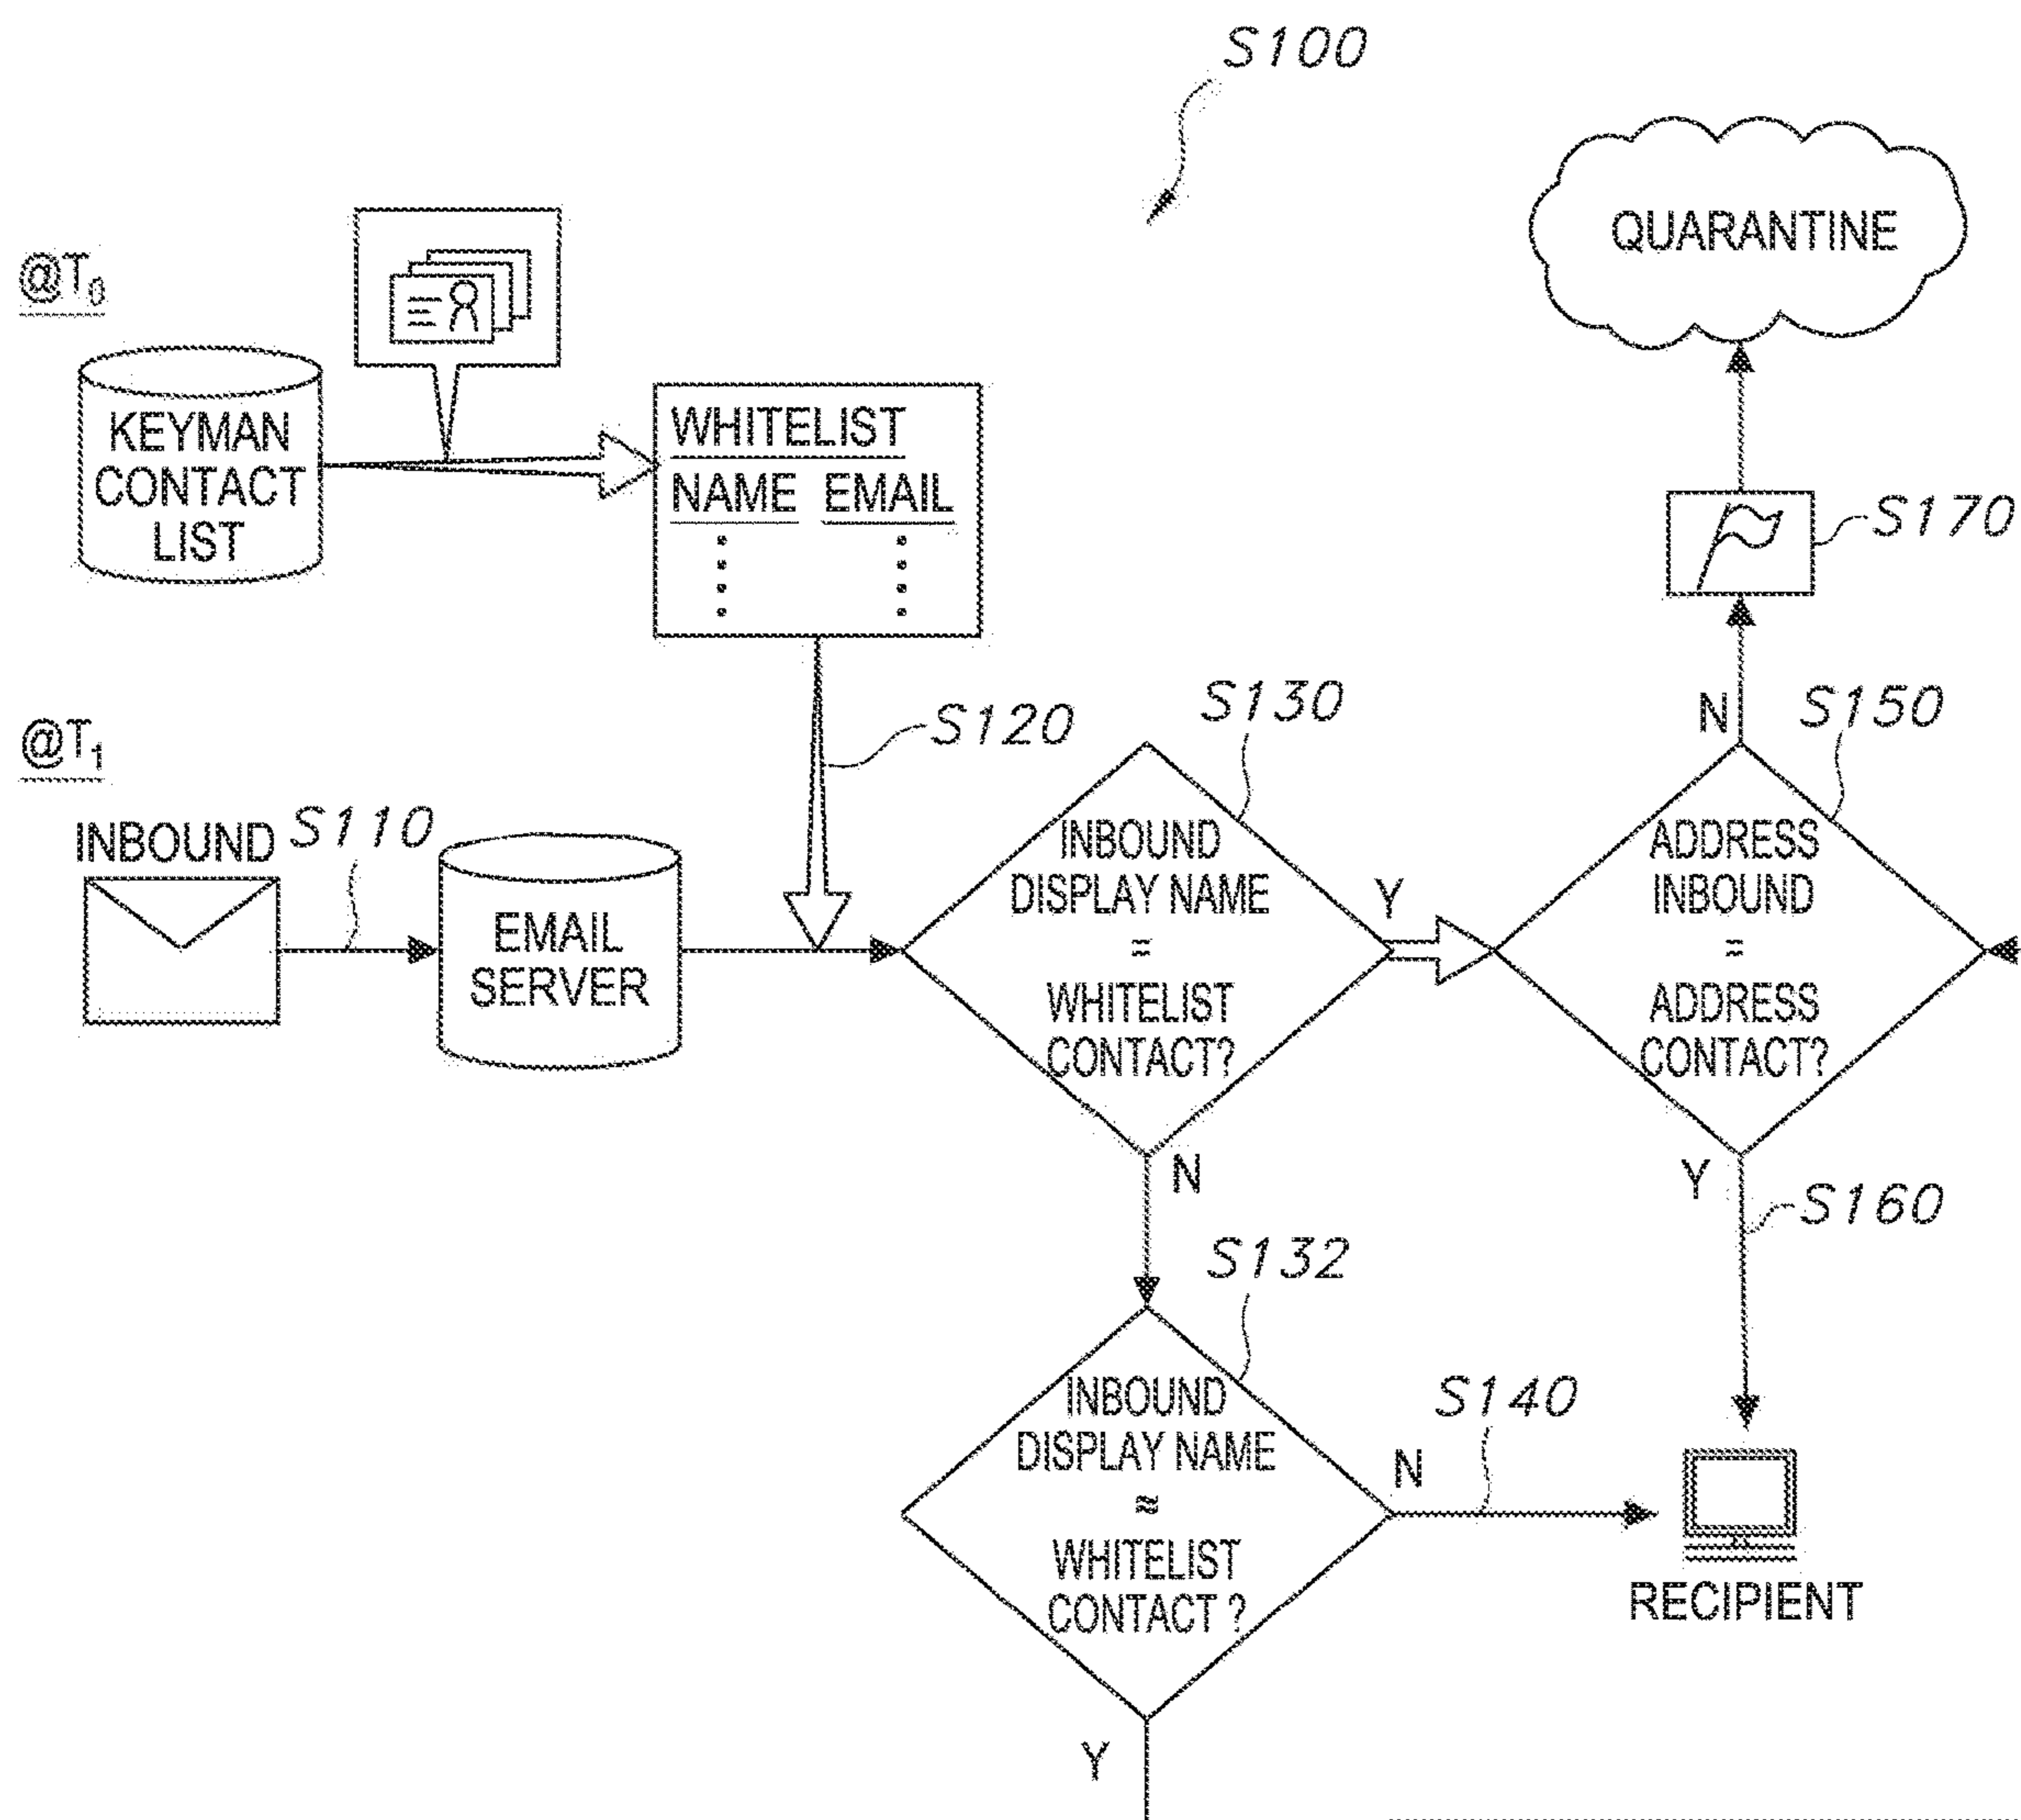 S100
QUARANTINE
@T0
KEYMAN
CONTACT
LIST
WHITELIST
NAME EMAIL
S170
@T1
S120
S130
N
S150
INBOUND
S110
EMAIL
SERVER
INBOUND
DISPLAY NAME
=
WHITELIST
CONTACT?
Y
ADDRESS
INBOUND
=
ADDRESS
CONTACT?
N
Y
S160
S132
INBOUND
DISPLAY NAME
≈
WHITELIST
CONTACT ?
S140
N
RECIPIENT
Y